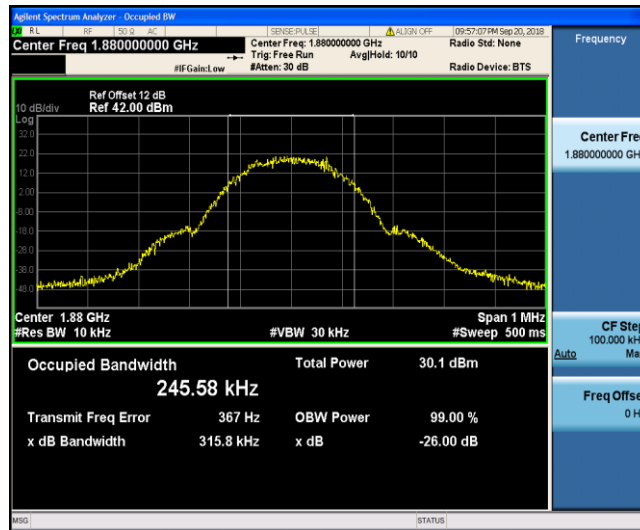 Agilent Spectrum Analyzer - Occupied BW
RL RF 50 Ω AC SENSE:PULSE ALIGN OFF 09:57:07 PM Sep 20, 2018
Center Freq 1.880000000 GHz Center Freq: 1.880000000 GHz Radio Std: None Frequency
Trig: Free Run Avg|Hold: 10/10
#IFGain:Low #Atten: 30 dB Radio Device: BTS
Ref Offset 12 dB
10 dB/div Ref 42.00 dBm
Log
32.0
22.0
12.0
2.00
-8.00
-18.0
-28.0
-38.0
-48.0
Center Freq
1.880000000 GH
Center 1.88 GHz Span 1 MHz
#Res BW 10 kHz #VBW 30 kHz #Sweep 500 ms
CF Step
100.000 kH
Auto Ma
Occupied Bandwidth Total Power 30.1 dBm
245.58 kHz
Transmit Freq Error 367 Hz OBW Power 99.00 %
x dB Bandwidth 315.8 kHz x dB -26.00 dB
Freq Offse
0 H
MSG STATUS